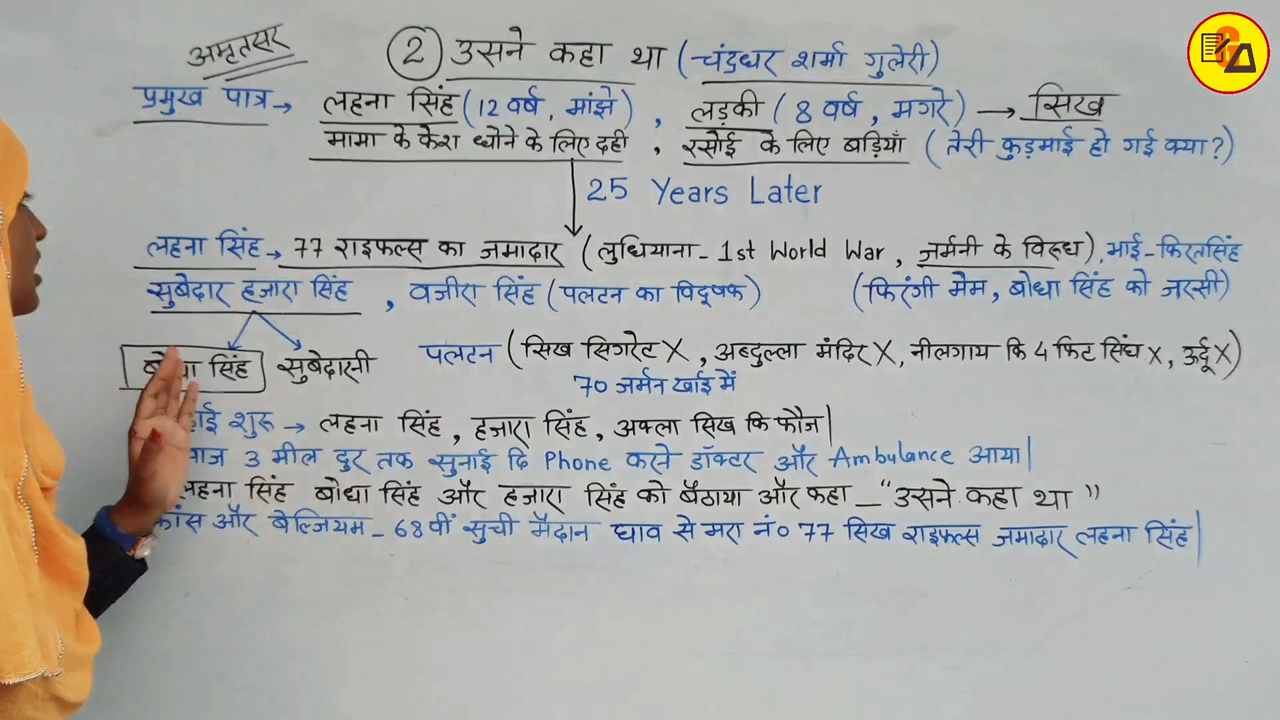 अमृतसर
② उसने कहा था (चंद्रधर शर्मा गुलेरी)
प्रमुख पात्र → लहना सिंह (12 वर्ष, मांझे), लड़की (8 वर्ष, मगरे) → सिख
मामा के केश धोने के लिए दही, रसोई के लिए बड़ियाँ (तेरी कुड़माई हो गई क्या?)
25 Years Later
लहना सिंह → 77 राइफल्स का जमादार (लुधियाना - 1st World War, जर्मनी के विरुध), भाई - किरतसिंह
सुबेदार हजारा सिंह, वजीरा सिंह (पलटन का विदूषक) (फिरंगी मेम, बोधा सिंह को जरसी)
बोधा सिंह सुबेदारनी पलटन (सिख सिगरेट X, अब्दुल्ला मंदिर X, नीलगाय कि 4 फिट सिंघ X, उर्दू X)
70 जर्मन खाई में
शुरू → लहना सिंह, हजारा सिंह, अकला सिख कि फौज|
3 मील दुर तक सुनाई दि Phone करने डॉक्टर और Ambulance आया|
लहना सिंह बोधा सिंह और हजारा सिंह को बैठाया और कहा - "उसने कहा था"
फ्रांस और बेल्जियम - 68 वीं सुची मैदान घाव से मरा नं० 77 सिख राइफल्स जमादार लहना सिंह|